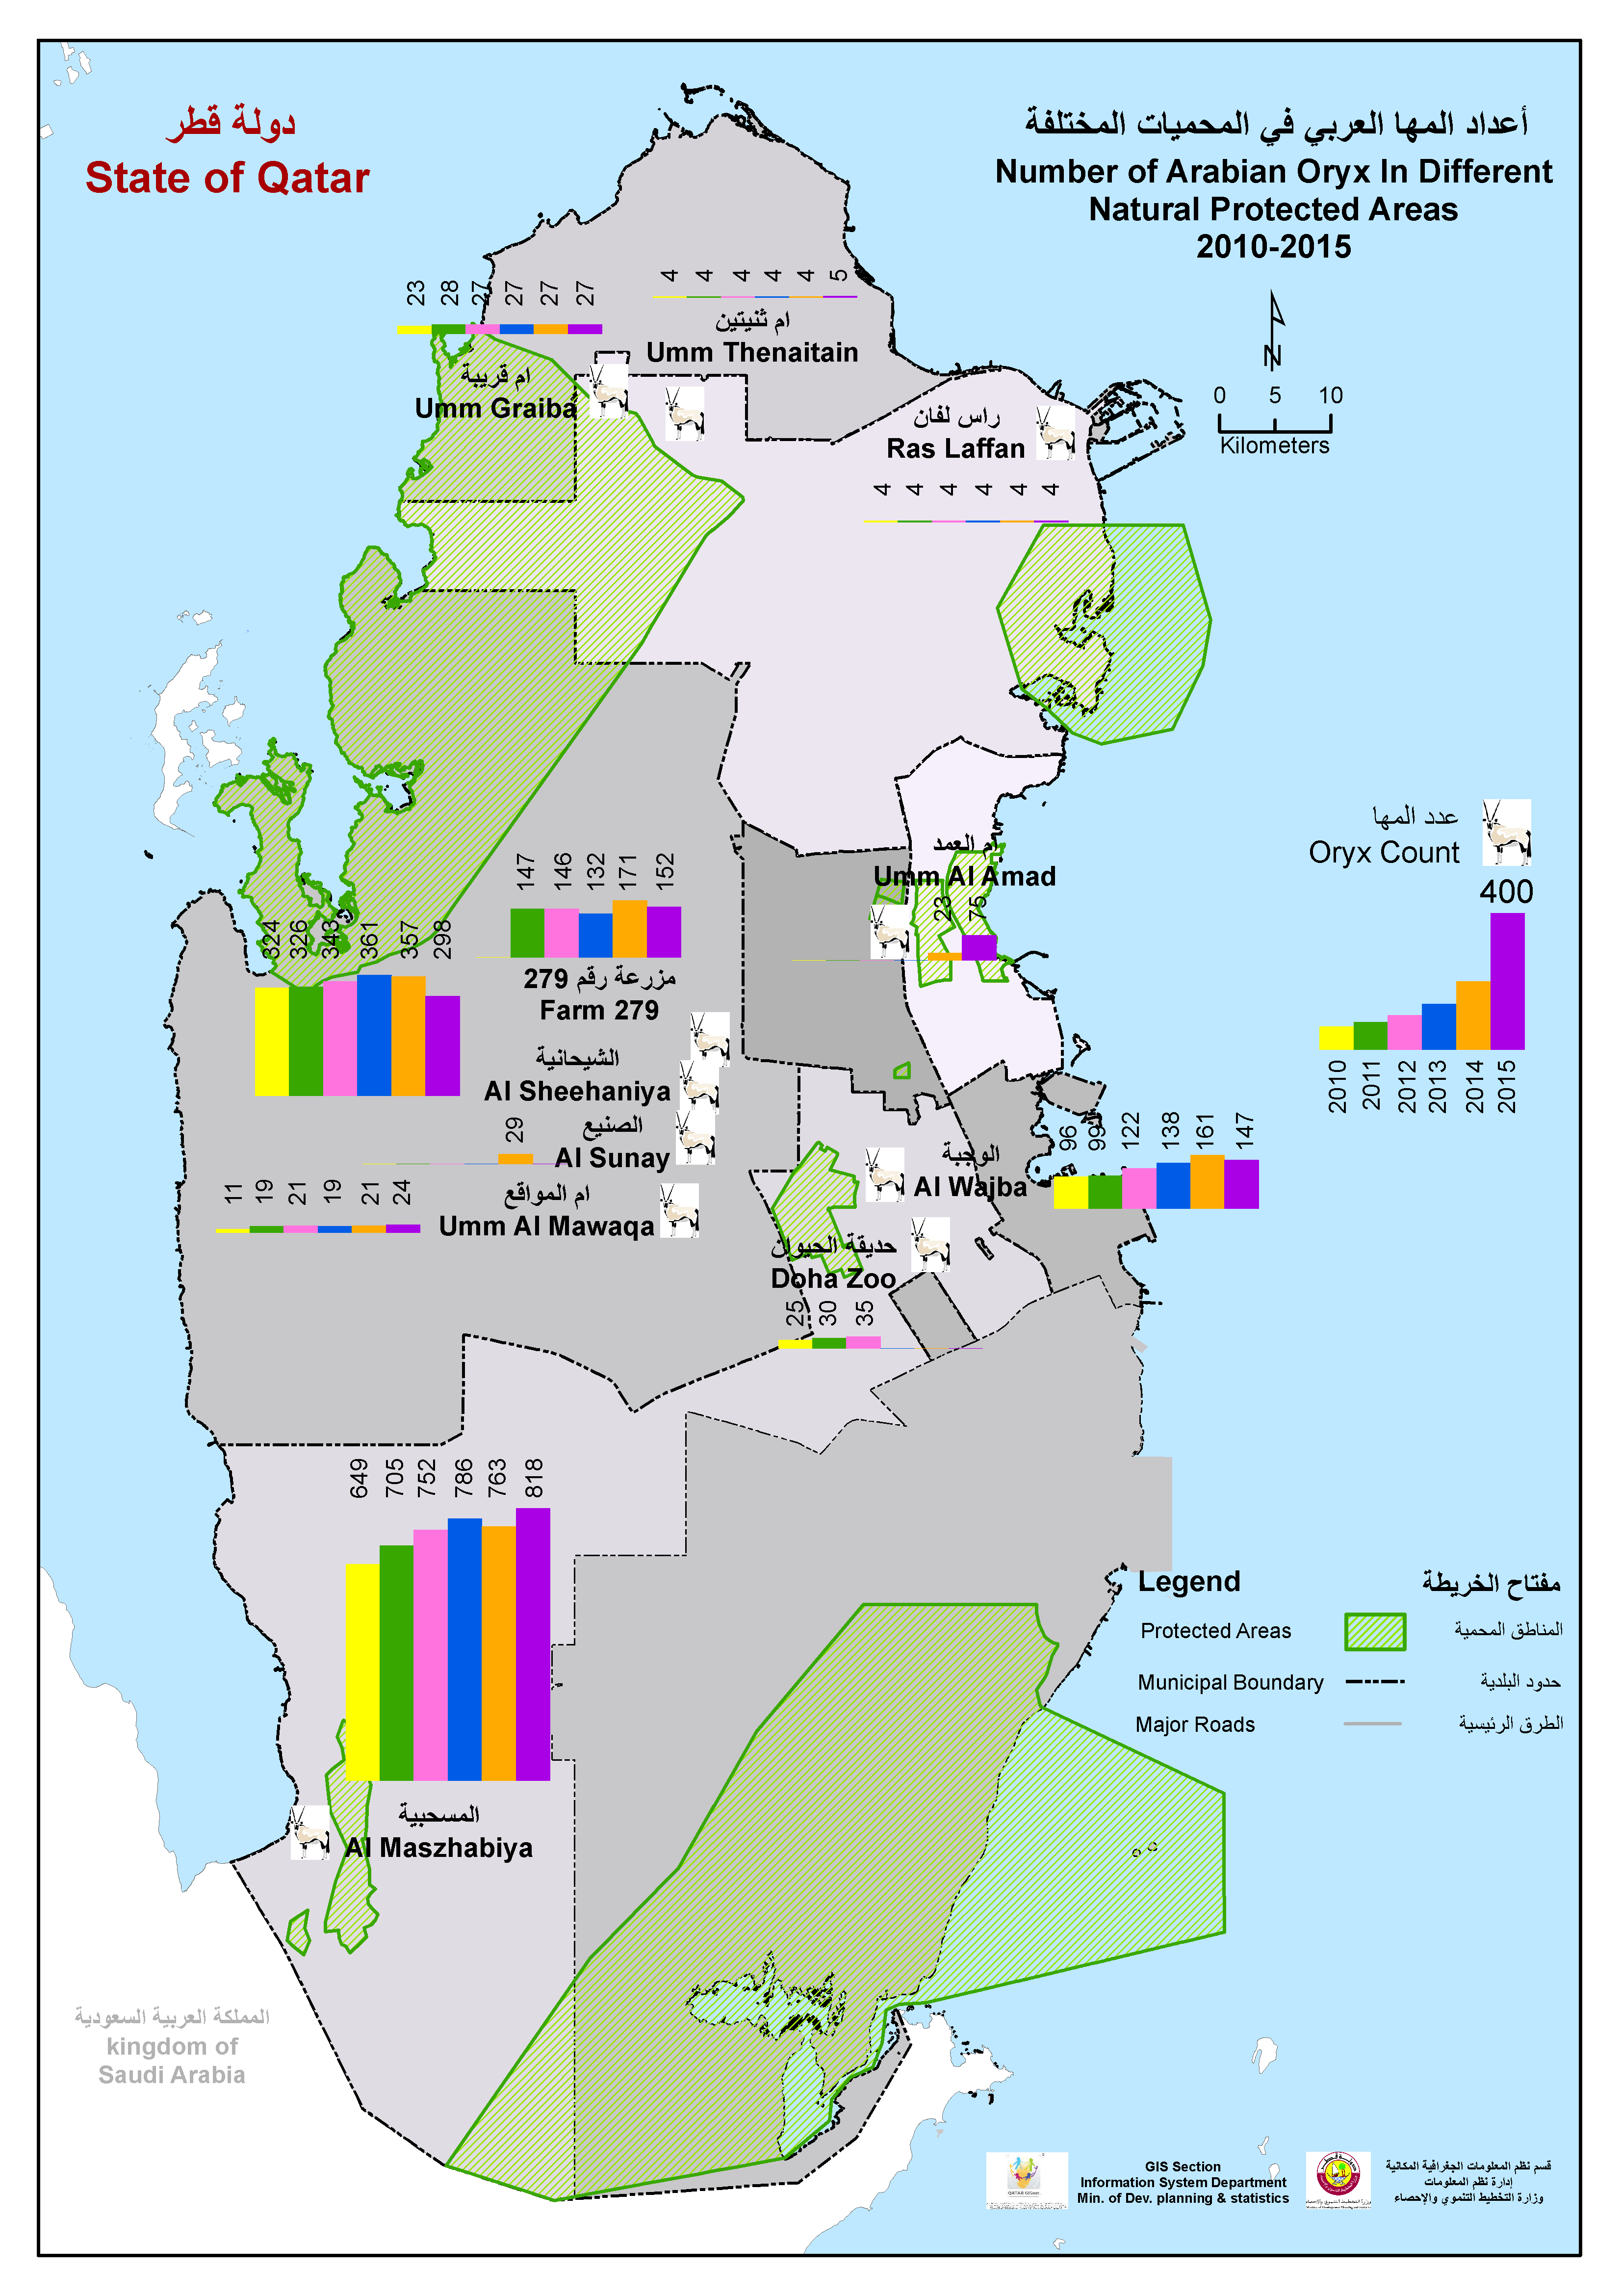 دولة قطر
State of Qatar
أعداد المها العربي في المحميات المختلفة
Number of Arabian Oryx In Different
Natural Protected Areas
2010-2015
N
0 5 10
Kilometers
23 28 27 27 27 27
ام قريبة
Umm Graiba
4 4 4 4 4 5
ام ثنيتين
Umm Thenaitain
راس لفان
Ras Laffan
4 4 4 4 4 4
عدد المها
Oryx Count
400
2010 2011 2012 2013 2014 2015
ام العمد
Umm Al Amad
23 75
147 146 132 171 152
مزرعة رقم 279
Farm 279
324 326 343 361 357 298
الشيحانية
Al Sheehaniya
29
الصنيع
Al Sunay
11 19 21 19 21 24
ام المواقع
Umm Al Mawaqa
الوجبة
Al Wajba
96 99 122 138 161 147
حديقة الحيوان
Doha Zoo
25 30 35
649 705 752 786 763 818
المسحبية
Al Maszhabiya
Legend مفتاح الخريطة
Protected Areas المناطق المحمية
Municipal Boundary حدود البلدية
Major Roads الطرق الرئيسية
المملكة العربية السعودية
kingdom of
Saudi Arabia
QATAR GISnet
GIS Section
Information System Department
Min. of Dev. planning & statistics
قسم نظم المعلومات الجغرافية المكانية
إدارة نظم المعلومات
وزارة التخطيط التنموي والإحصاء